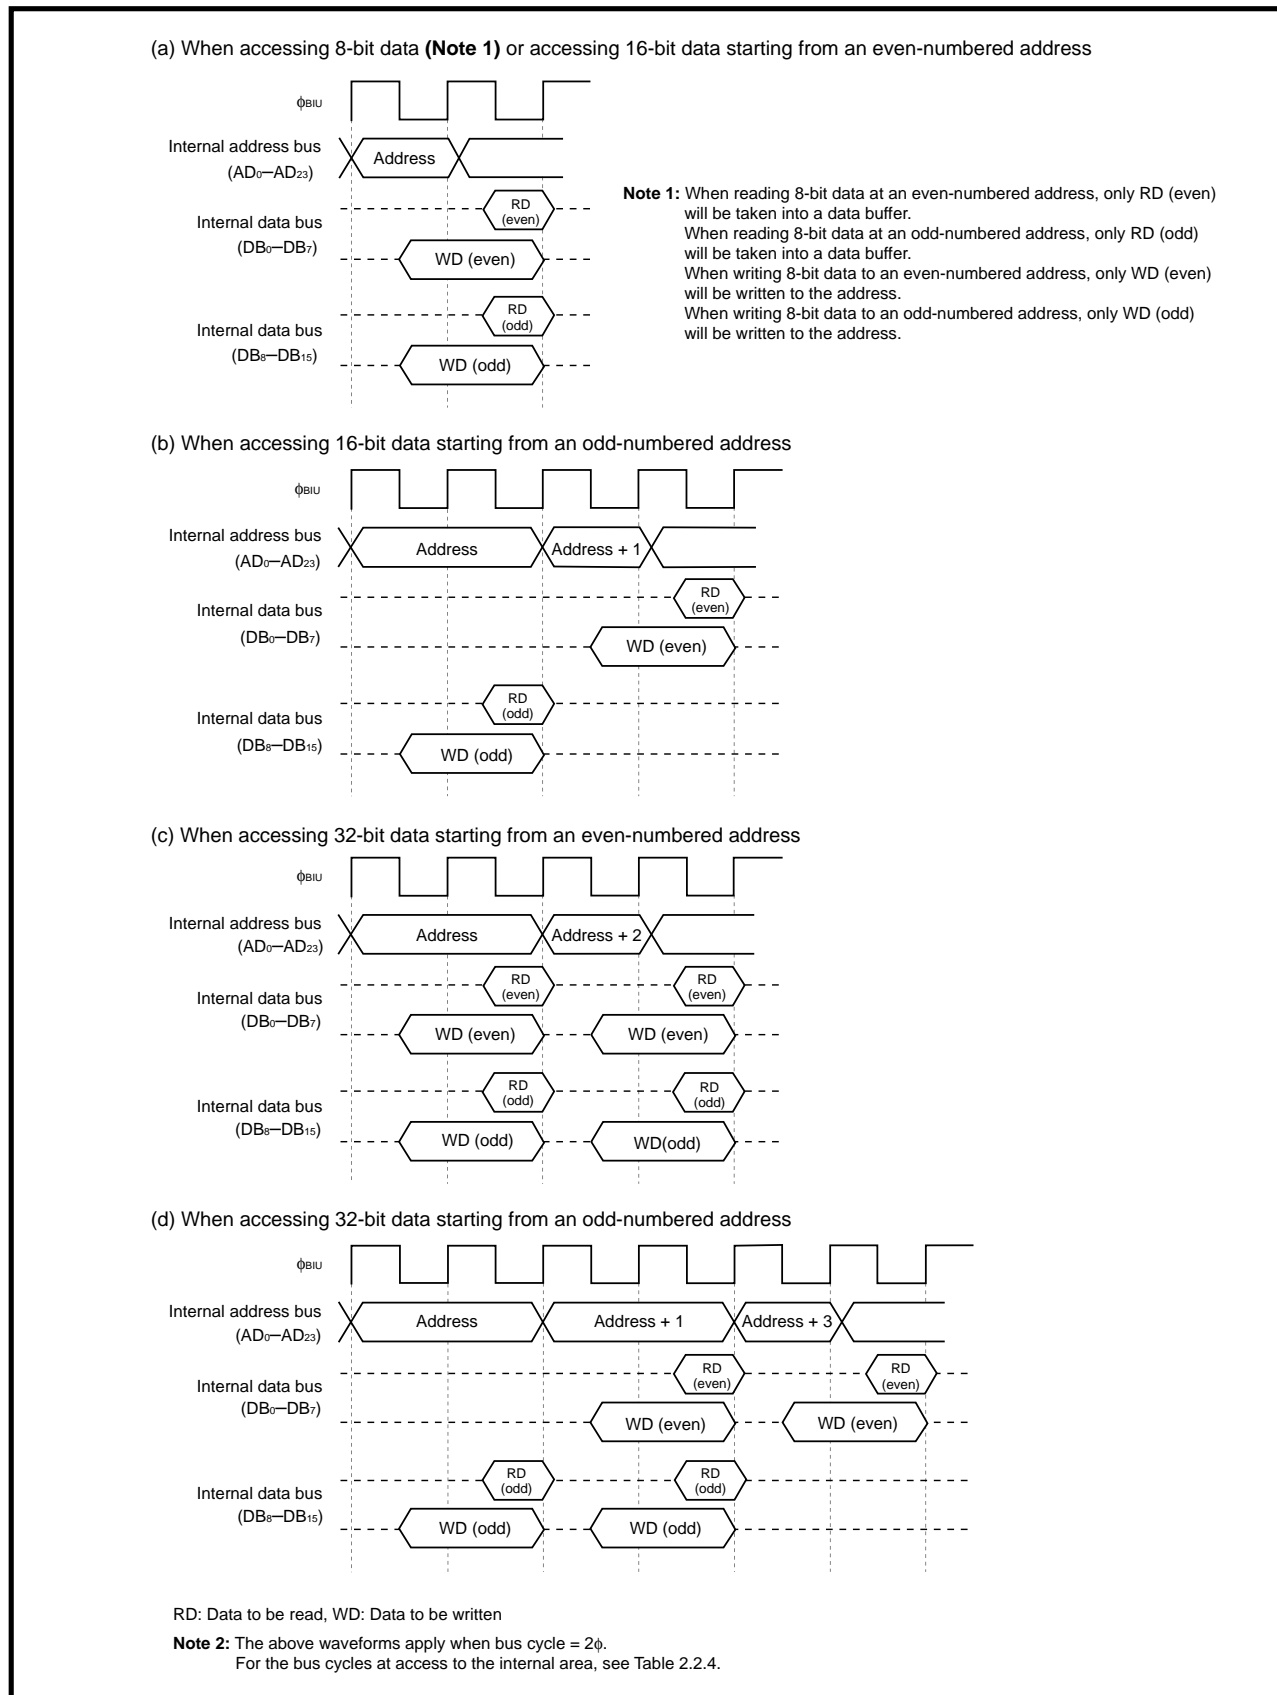 (a) When accessing 8-bit data (Note 1) or accessing 16-bit data starting from an even-numbered address
ϕBIU
Internal address bus
(AD0–AD23)
Address
Internal data bus
(DB0–DB7)
RD
(even)
WD (even)
Internal data bus
(DB8–DB15)
RD
(odd)
WD (odd)
Note 1: When reading 8-bit data at an even-numbered address, only RD (even)
will be taken into a data buffer.
When reading 8-bit data at an odd-numbered address, only RD (odd)
will be taken into a data buffer.
When writing 8-bit data to an even-numbered address, only WD (even)
will be written to the address.
When writing 8-bit data to an odd-numbered address, only WD (odd)
will be written to the address.
(b) When accessing 16-bit data starting from an odd-numbered address
ϕBIU
Internal address bus
(AD0–AD23)
Address Address + 1
Internal data bus
(DB0–DB7)
RD
(even)
WD (even)
Internal data bus
(DB8–DB15)
RD
(odd)
WD (odd)
(c) When accessing 32-bit data starting from an even-numbered address
ϕBIU
Internal address bus
(AD0–AD23)
Address Address + 2
Internal data bus
(DB0–DB7)
RD RD
(even) (even)
WD (even) WD (even)
Internal data bus
(DB8–DB15)
RD RD
(odd) (odd)
WD (odd) WD(odd)
(d) When accessing 32-bit data starting from an odd-numbered address
ϕBIU
Internal address bus
(AD0–AD23)
Address Address + 1 Address + 3
Internal data bus
(DB0–DB7)
RD RD
(even) (even)
WD (even) WD (even)
Internal data bus
(DB8–DB15)
RD RD
(odd) (odd)
WD (odd) WD (odd)
RD: Data to be read, WD: Data to be written
Note 2: The above waveforms apply when bus cycle = 2ϕ.
For the bus cycles at access to the internal area, see Table 2.2.4.